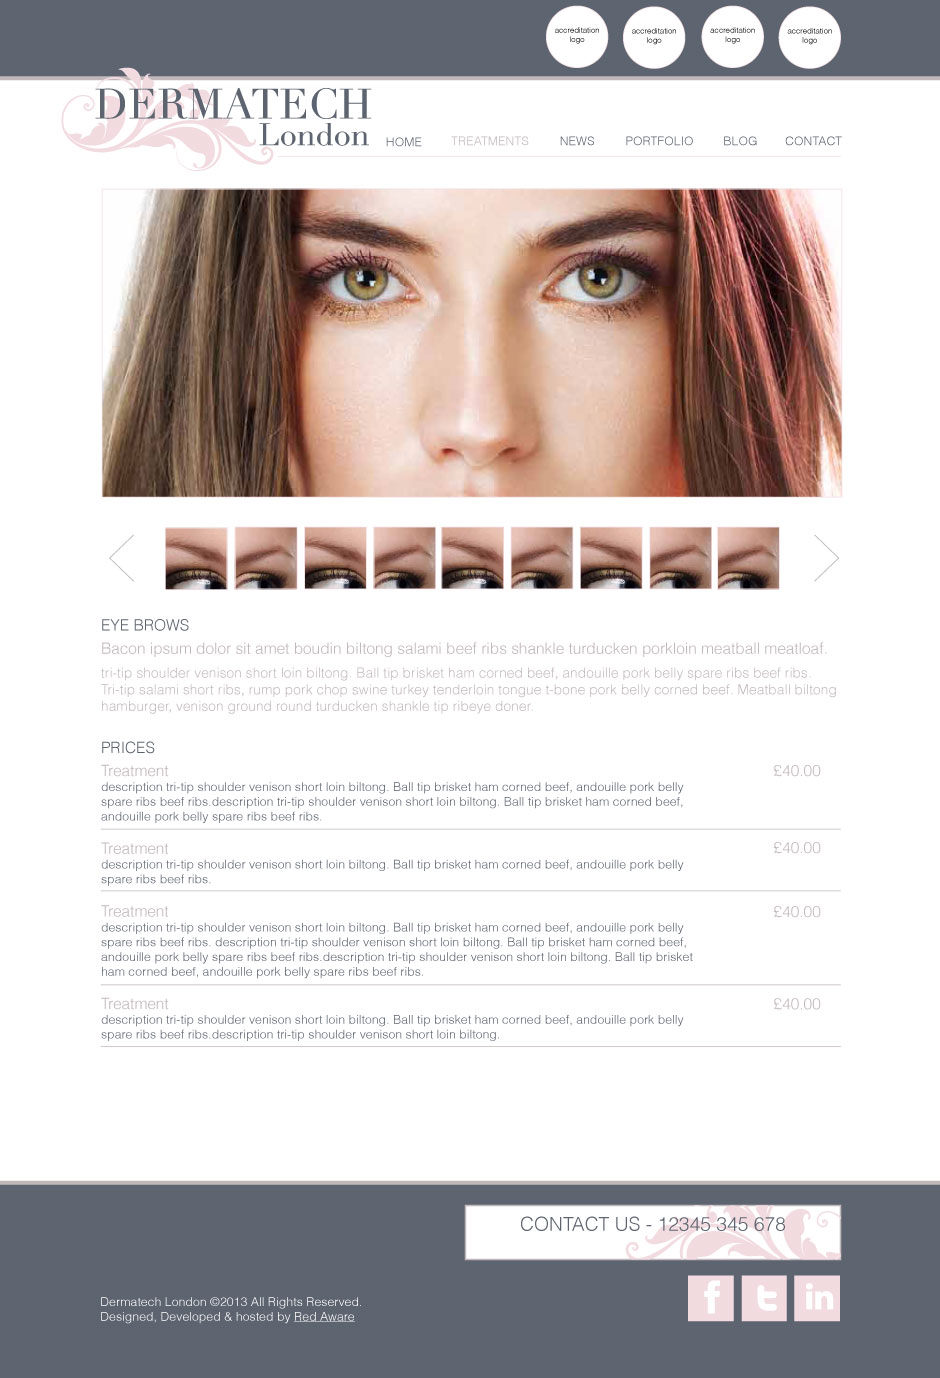 accreditation
logo
accreditation
logo
accreditation
logo
accreditation
logo
DERMATECH
London
HOME TREATMENTS NEWS PORTFOLIO BLOG CONTACT
EYE BROWS
Bacon ipsum dolor sit amet boudin biltong salami beef ribs shankle turducken porkloin meatball meatloaf.
tri-tip shoulder venison short loin biltong. Ball tip brisket ham corned beef, andouille pork belly spare ribs beef ribs.
Tri-tip salami short ribs, rump pork chop swine turkey tenderloin tongue t-bone pork belly corned beef. Meatball biltong
hamburger, venison ground round turducken shankle tip ribeye doner.
PRICES
Treatment £40.00
description tri-tip shoulder venison short loin biltong. Ball tip brisket ham corned beef, andouille pork belly
spare ribs beef ribs.description tri-tip shoulder venison short loin biltong. Ball tip brisket ham corned beef,
andouille pork belly spare ribs beef ribs.
Treatment £40.00
description tri-tip shoulder venison short loin biltong. Ball tip brisket ham corned beef, andouille pork belly
spare ribs beef ribs.
Treatment £40.00
description tri-tip shoulder venison short loin biltong. Ball tip brisket ham corned beef, andouille pork belly
spare ribs beef ribs. description tri-tip shoulder venison short loin biltong. Ball tip brisket ham corned beef,
andouille pork belly spare ribs beef ribs.description tri-tip shoulder venison short loin biltong. Ball tip brisket
ham corned beef, andouille pork belly spare ribs beef ribs.
Treatment £40.00
description tri-tip shoulder venison short loin biltong. Ball tip brisket ham corned beef, andouille pork belly
spare ribs beef ribs.description tri-tip shoulder venison short loin biltong.
CONTACT US - 12345 345 678
f t in
Dermatech London ©2013 All Rights Reserved.
Designed, Developed & hosted by Red Aware